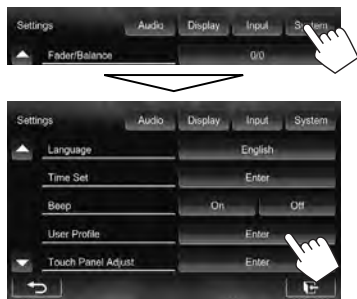 Settings Audio Display Input System
Fader/Balance 0/0
Settings Audio Display Input System
Language English
Time Set Enter
Beep On Off
User Profile Enter
Touch Panel Adjust Enter